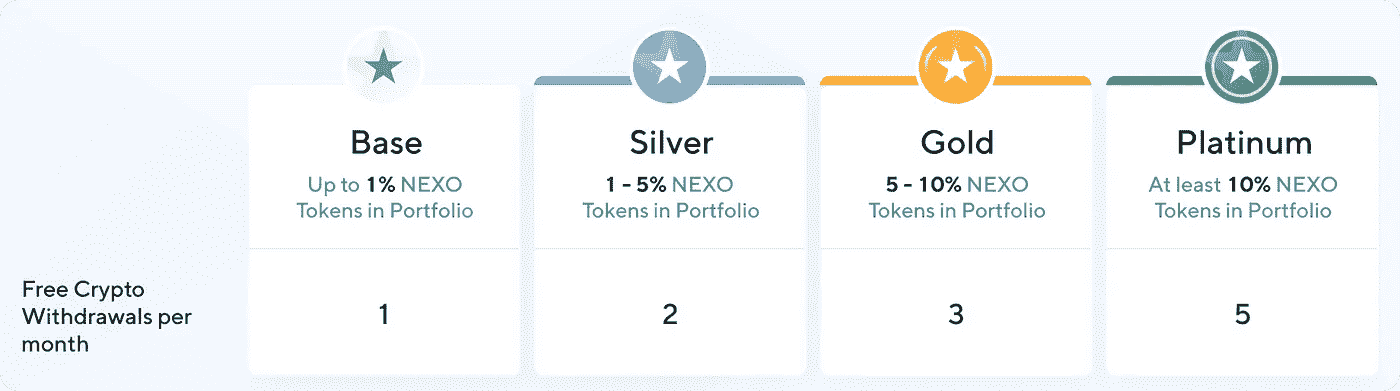 Base
Up to 1% NEXO
Tokens in Portfolio
Silver
1 - 5% NEXO
Tokens in Portfolio
Gold
5 - 10% NEXO
Tokens in Portfolio
Platinum
At least 10% NEXO
Tokens in Portfolio
Free Crypto
Withdrawals per
month
1
2
3
5